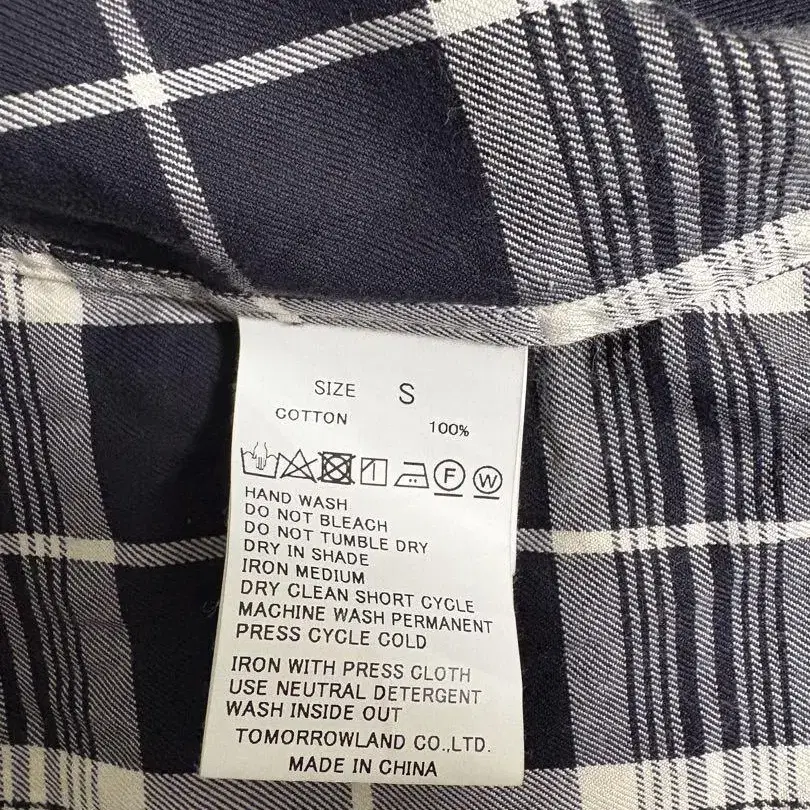 SIZE S
COTTON 100%
F W
HAND WASH
DO NOT BLEACH
DO NOT TUMBLE DRY
DRY IN SHADE
IRON MEDIUM
DRY CLEAN SHORT CYCLE
MACHINE WASH PERMANENT
PRESS CYCLE COLD
IRON WITH PRESS CLOTH
USE NEUTRAL DETERGENT
WASH INSIDE OUT
TOMORROWLAND CO.,LTD.
MADE IN CHINA